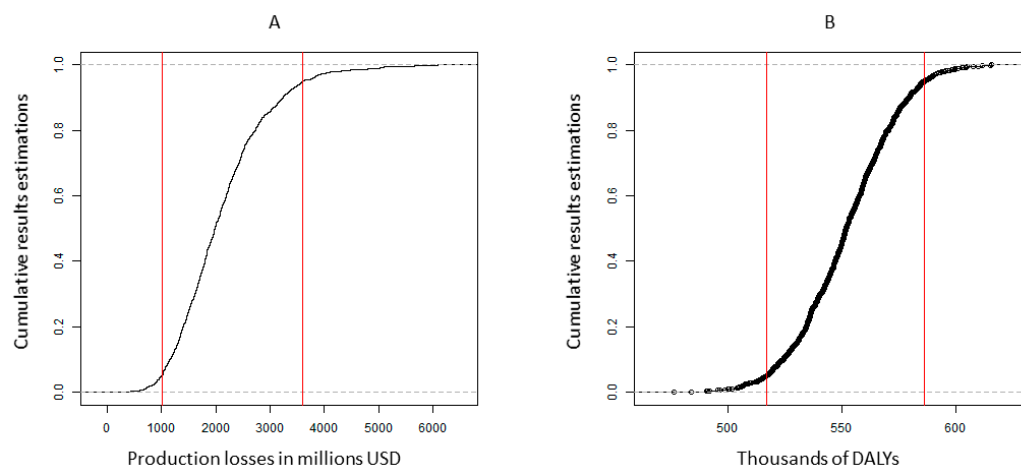 A
Cumulative results estimations
1.0
0.8
0.6
0.4
0.2
0.0
0 1000 2000 3000 4000 5000 6000
Production losses in millions USD
B
Cumulative results estimations
1.0
0.8
0.6
0.4
0.2
0.0
500 550 600
Thousands of DALYs